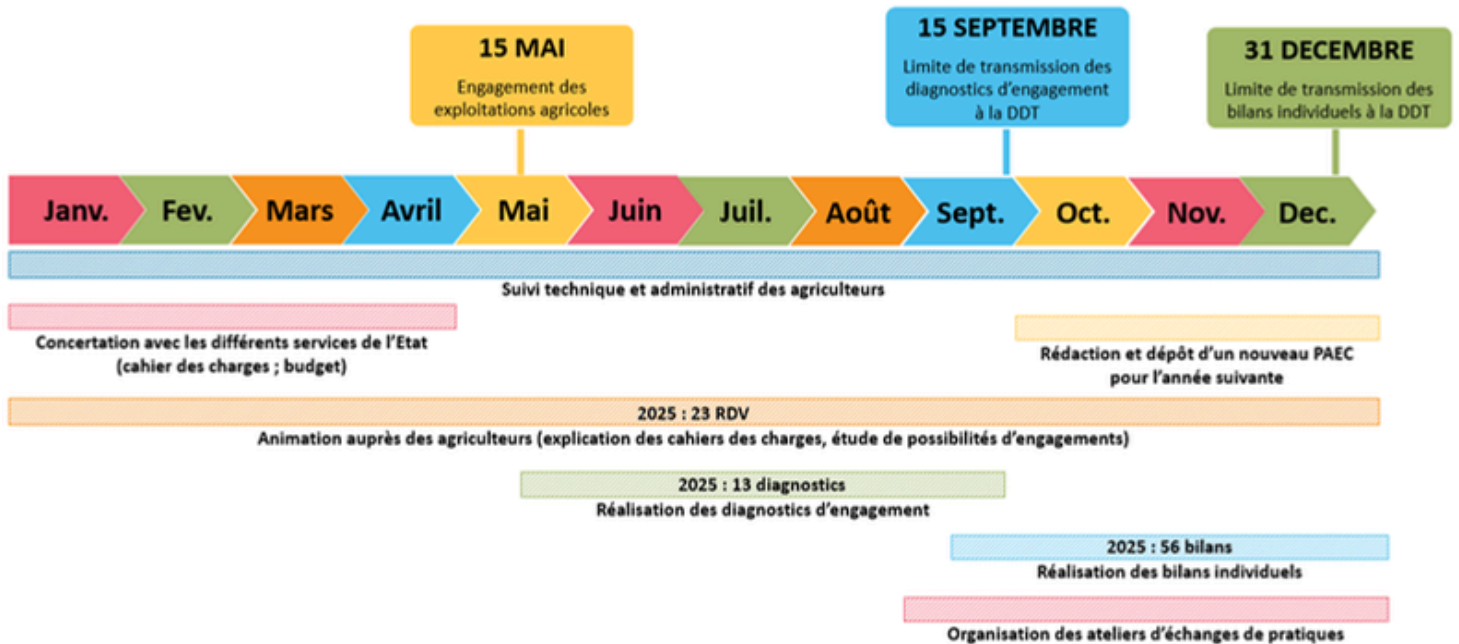 15 MAI
Engagement des
exploitations agricoles
15 SEPTEMBRE
Limite de transmission des
diagnostics d'engagement
à la DDT
31 DECEMBRE
Limite de transmission des
bilans individuels à la DDT
Janv.
Fev.
Mars
Avril
Mai
Juin
Juil.
Août
Sept.
Oct.
Nov.
Dec.
Suivi technique et administratif des agriculteurs
Concertation avec les différents services de l'Etat
(cahier des charges ; budget)
Rédaction et dépôt d'un nouveau PAEC
pour l'année suivante
2025 : 23 RDV
Animation auprès des agriculteurs (explication des cahiers des charges, étude de possibilités d'engagements)
2025 : 13 diagnostics
Réalisation des diagnostics d'engagement
2025 : 56 bilans
Réalisation des bilans individuels
Organisation des ateliers d'échanges de pratiques